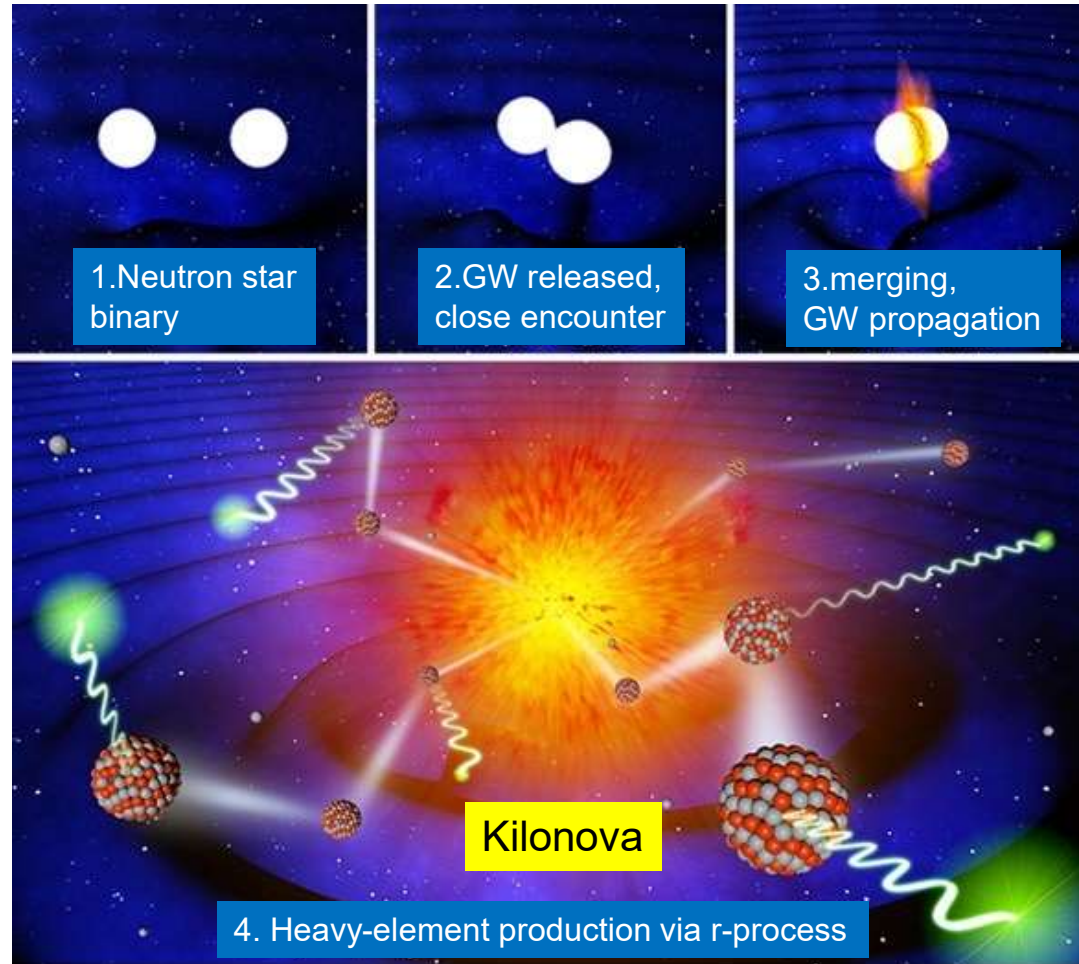 1.Neutron star
binary
2.GW released,
close encounter
3.merging,
GW propagation
Kilonova
4. Heavy-element production via r-process